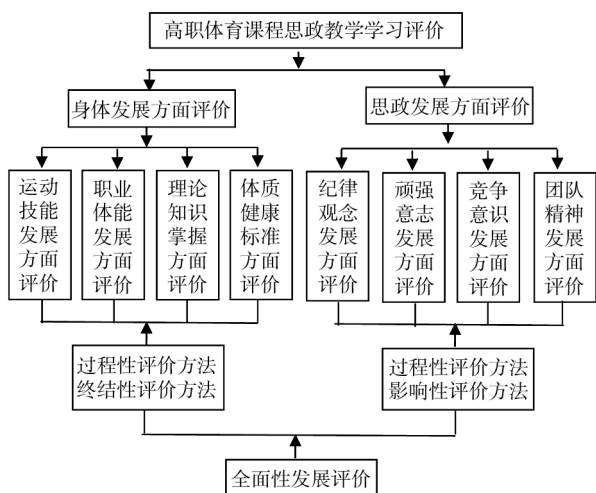 高职体育课程思政教学学习评价
身体发展方面评价
思政发展方面评价
运动
技能
发展
方面
评价
职业
体能
发展
方面
评价
理论
知识
掌握
方面
评价
体质
健康
标准
方面
评价
纪律
观念
发展
方面
评价
顽强
意志
发展
方面
评价
竞争
意识
发展
方面
评价
团队
精神
发展
方面
评价
过程性评价方法
终结性评价方法
过程性评价方法
影响性评价方法
全面性发展评价